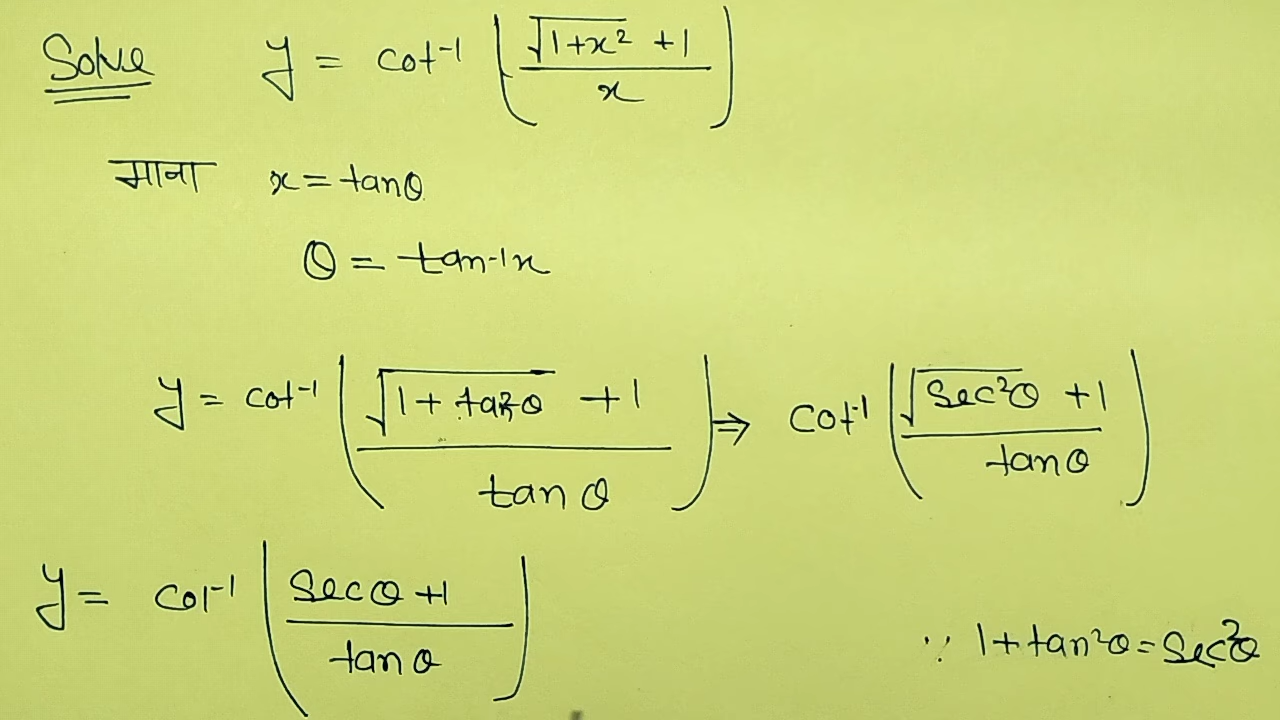 Solve y = cot⁻¹ (√(1+x²) +1 / x)
माना x = tanθ
θ = tan⁻¹x
y = cot⁻¹ (√(1+tan²θ) +1 / tanθ) ⇒ cot⁻¹ (√(sec²θ) +1 / tanθ)
y = cot⁻¹ (secθ +1 / tanθ)
∵ 1+tan²θ = sec²θ